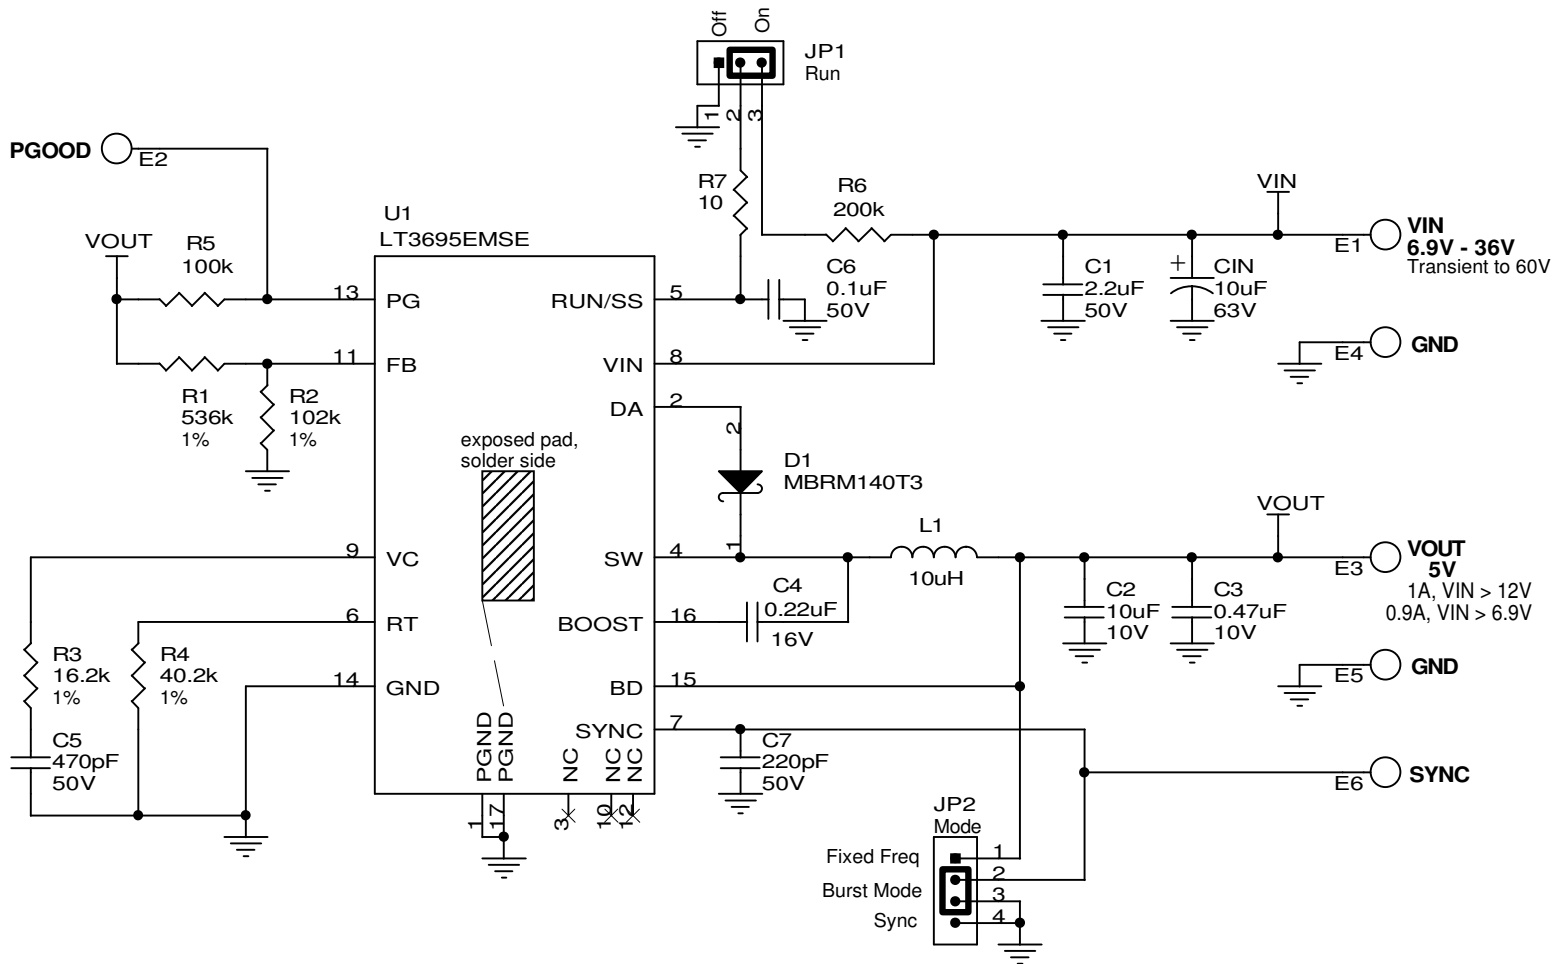 Off
On
JP1
Run
1
2
3
PGOOD
E2
VOUT
R5
100k
U1
LT3695EMSE
R7
10
R6
200k
VIN
E1
VIN
6.9V - 36V
Transient to 60V
C6
0.1uF
50V
C1
2.2uF
50V
+
CIN
10uF
63V
13
PG
RUN/SS
5
11
FB
VIN
8
E4
GND
R1
536k
1%
R2
102k
1%
DA
2
2
exposed pad,
solder side
D1
MBRM140T3
1
9
VC
SW
4
L1
10uH
VOUT
E3
VOUT
5V
1A, VIN > 12V
0.9A, VIN > 6.9V
C4
0.22uF
16V
C2
10uF
10V
C3
0.47uF
10V
6
RT
BOOST
16
R3
16.2k
1%
R4
40.2k
1%
14
GND
BD
15
E5
GND
PGND
PGND
SYNC
7
NC
NC
NC
C5
470pF
50V
C7
220pF
50V
E6
SYNC
1
17
3
10
12
JP2
Mode
Fixed Freq
1
2
Burst Mode
3
Sync
4